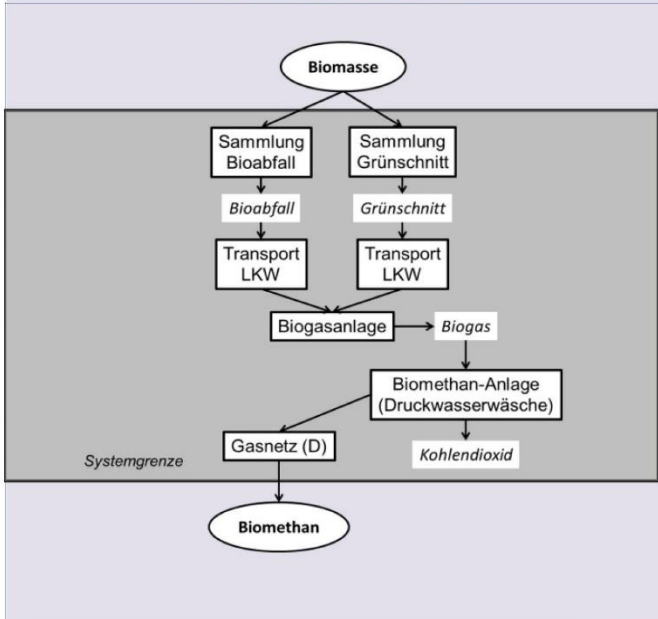 Biomasse
Sammlung
Bioabfall
Sammlung
Grünschnitt
Bioabfall
Grünschnitt
Transport
LKW
Transport
LKW
Biogasanlage
Biogas
Biomethan-Anlage
(Druckwasserwäsche)
Gasnetz (D)
Kohlendioxid
Systemgrenze
Biomethan